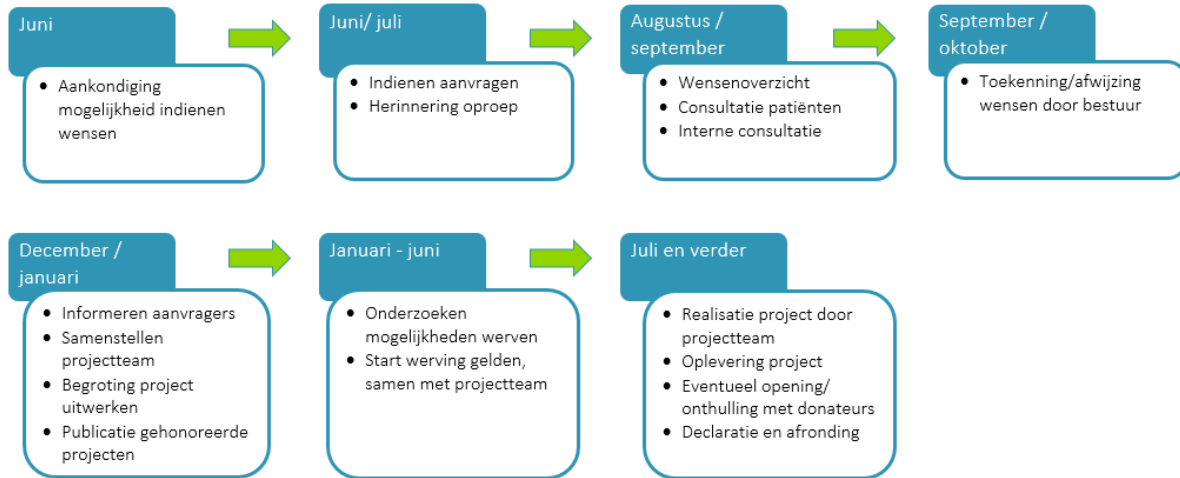 Juni
• Aankondiging
mogelijkheid indienen
wensen
Juni/ juli
• Indienen aanvragen
• Herinnering oproep
Augustus /
september
• Wensenoverzicht
• Consultatie patiënten
• Interne consultatie
September /
oktober
• Toekenning/afwijzing
wensen door bestuur
December /
januari
• Informeren aanvragers
• Samenstellen
projectteam
• Begroting project
uitwerken
• Publicatie gehonoreerde
projecten
Januari - juni
• Onderzoeken
mogelijkheden werven
• Start werving gelden,
samen met projectteam
Juli en verder
• Realisatie project door
projectteam
• Oplevering project
• Eventueel opening/
onthulling met donateurs
• Declaratie en afronding